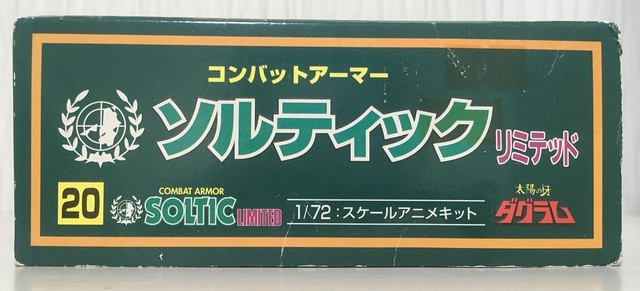 コンバットアーマー
ソルティック リミテッド
20
COMBAT ARMOR
SOLTIC LIMITED
1/72:スケールアニメキット
太陽の牙
ダグラム